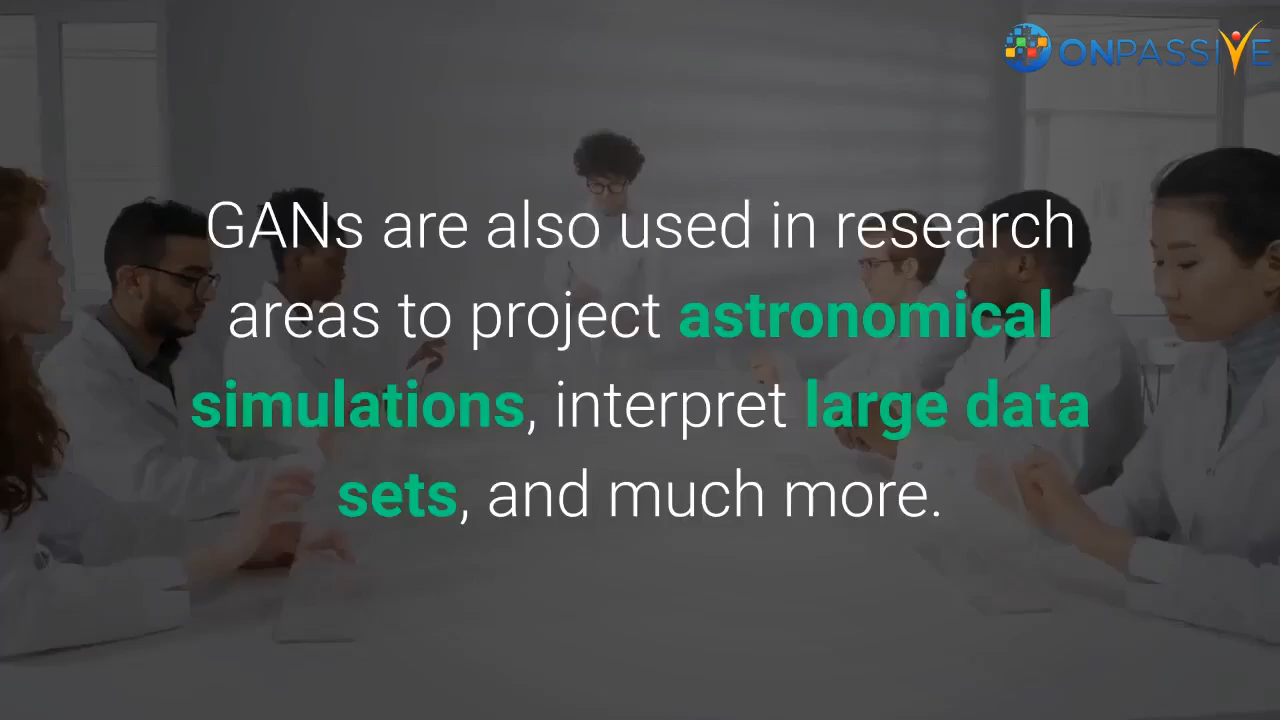 ONPASSIVE
GANs are also used in research
areas to project astronomical
simulations, interpret large data
sets, and much more.